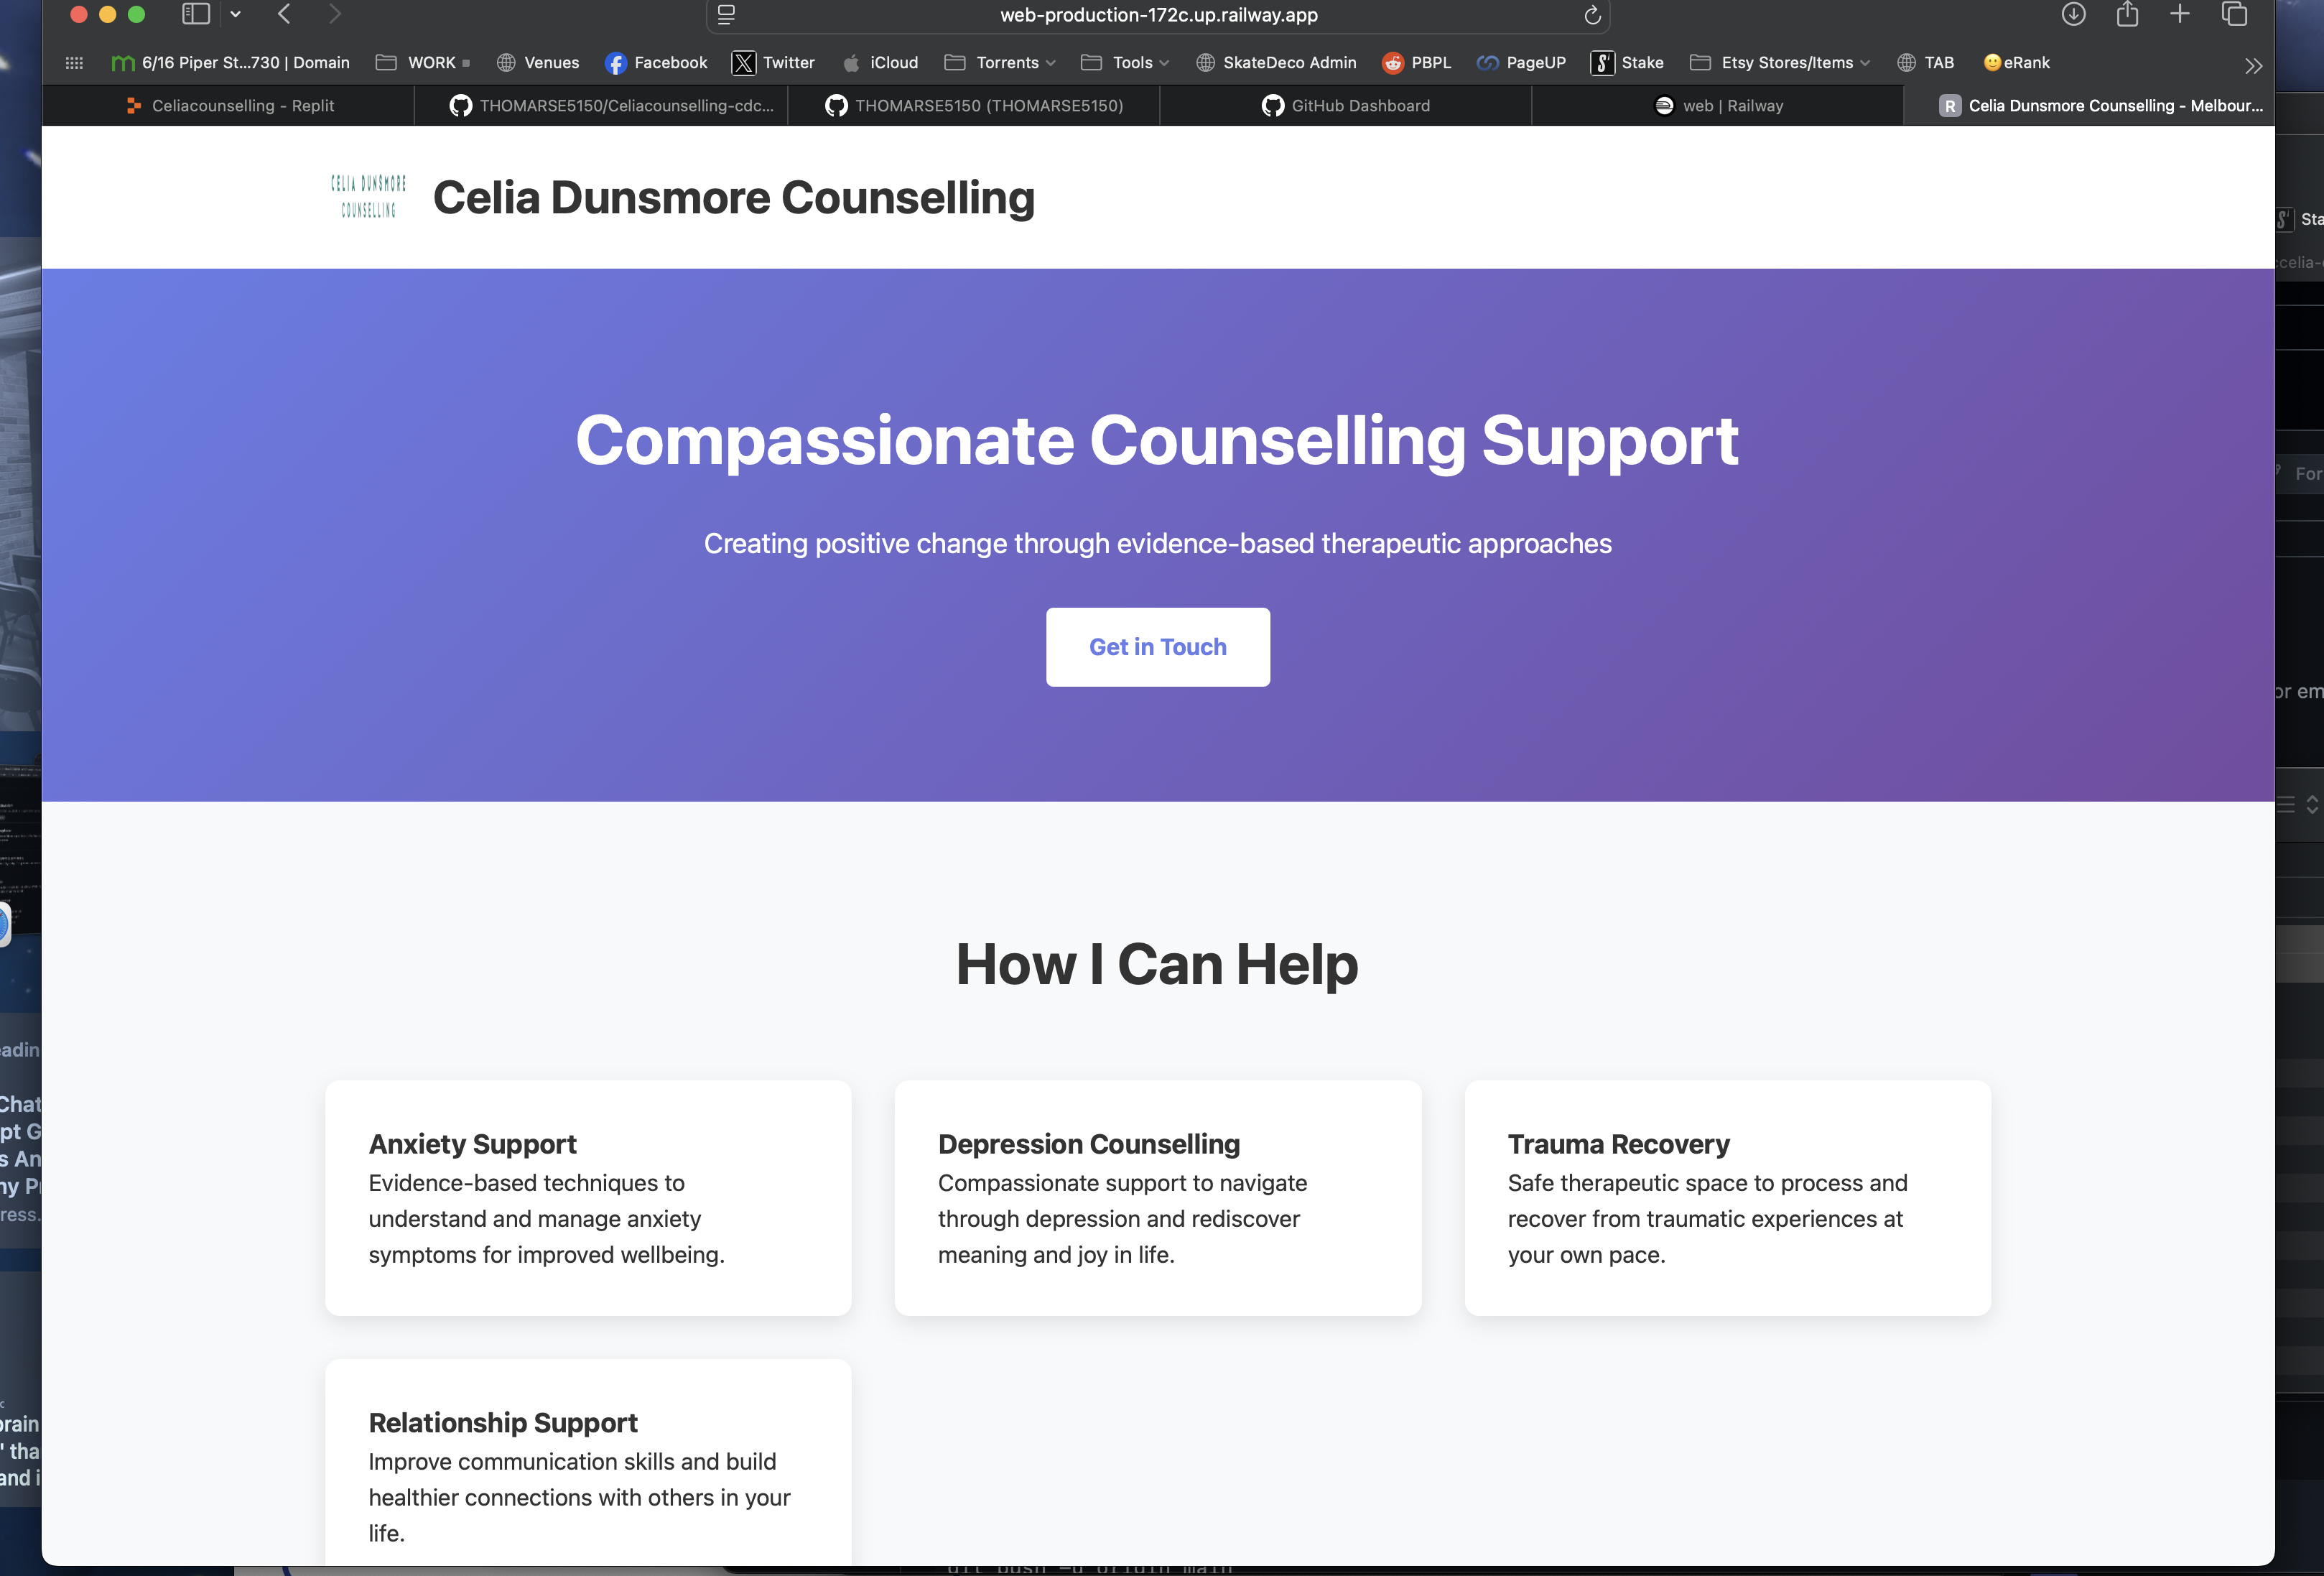 web-production-172c.up.railway.app
6/16 Piper St...730 | Domain
WORK
Venues
Facebook
Twitter
iCloud
Torrents
Tools
SkateDeco Admin
PBPL
PageUP
Stake
Etsy Stores/Items
TAB
eRank
Celiacounselling - Replit
THOMARSE5150/Celiacounselling-cdc...
THOMARSE5150 (THOMARSE5150)
GitHub Dashboard
web | Railway
R
Celia Dunsmore Counselling - Melbour...
CELIA DUNSMORE
COUNSELLING
Celia Dunsmore Counselling
Compassionate Counselling Support
Creating positive change through evidence-based therapeutic approaches
Get in Touch
How I Can Help
Anxiety Support
Evidence-based techniques to
understand and manage anxiety
symptoms for improved wellbeing.
Depression Counselling
Compassionate support to navigate
through depression and rediscover
meaning and joy in life.
Trauma Recovery
Safe therapeutic space to process and
recover from traumatic experiences at
your own pace.
Relationship Support
Improve communication skills and build
healthier connections with others in your
life.